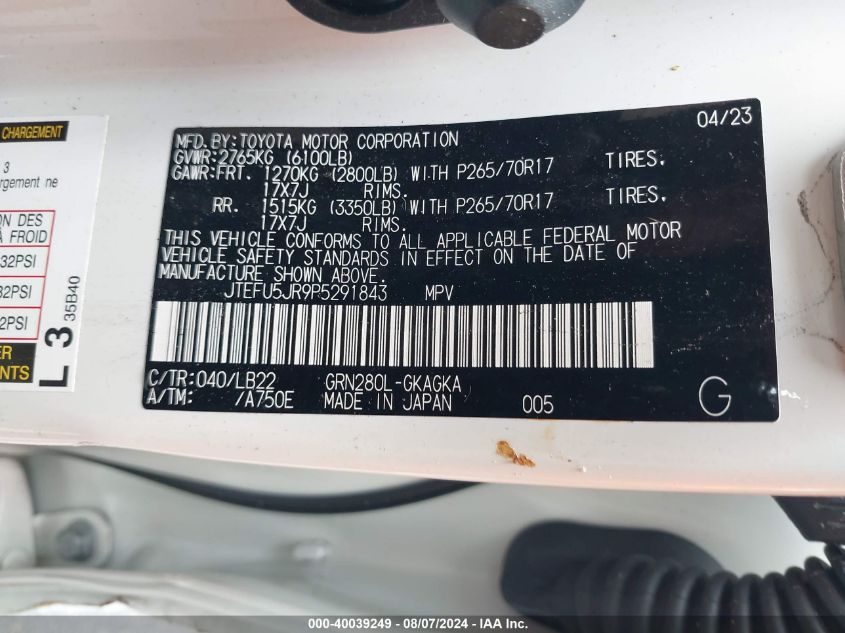 CHARGEMENT
3
argement ne
ON DES
À FROID
32PSI
32PSI
2PSI
ER
NTS
L 3 35B40
04/23
MFD. BY: TOYOTA MOTOR CORPORATION
GVWR: 2765KG (6100LB)
GAWR: FRT. 1270KG (2800LB) WITH P265/70R17 TIRES.
17X7J RIMS.
RR. 1515KG (3350LB) WITH P265/70R17 TIRES.
17X7J RIMS.
THIS VEHICLE CONFORMS TO ALL APPLICABLE FEDERAL MOTOR
VEHICLE SAFETY STANDARDS IN EFFECT ON THE DATE OF
MANUFACTURE SHOWN ABOVE.
JTEFU5JR9P5291843 MPV
C/TR: 040/LB22 GRN280L-GKAGKA
A/TM: /A750E MADE IN JAPAN 005 G
000-40039249 - 08/07/2024 - IAA Inc.